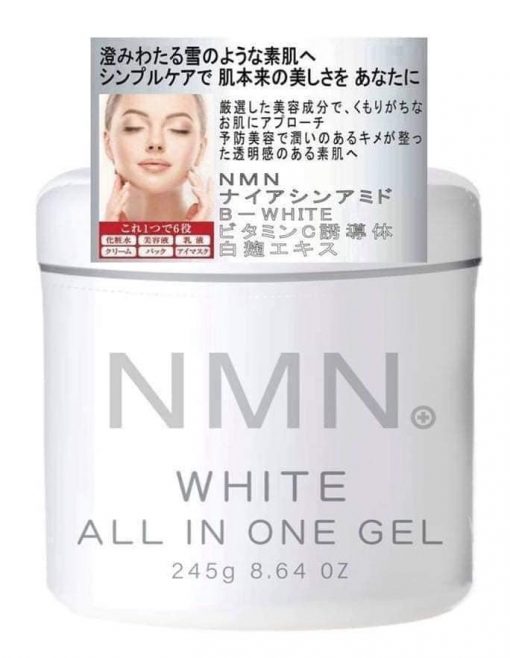 澄みわたる雪のような素肌へ
シンプルケアで 肌本来の美しさを あなたに
厳選した美容成分で、くもりがちな
お肌にアプローチ
予防美容で潤いのあるキメが整っ
た透明感のある素肌へ
NMN
ナイアシンアミド
B－WHITE
ビタミンC誘導体
白麹エキス
これ1つで6役
化粧水 美容液 乳液
クリーム パック アイマスク
NMN.
WHITE
ALL IN ONE GEL
245g 8.64 OZ